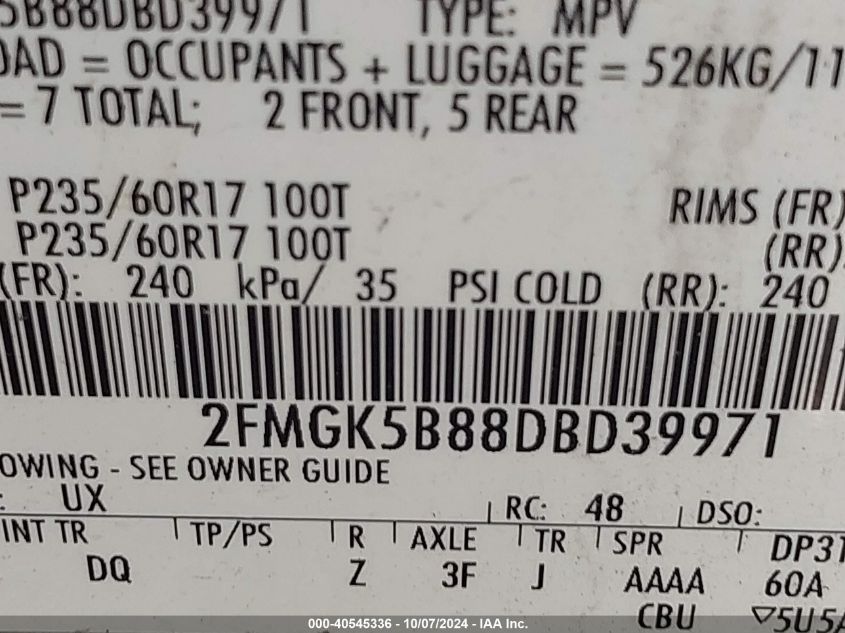 5B88DBD39971 TYPE: MPV
OAD = OCCUPANTS + LUGGAGE = 526KG/11
= 7 TOTAL; 2 FRONT, 5 REAR
P235/60R17 100T RIMS (FR)
P235/60R17 100T (RR)
(FR): 240 kPa/ 35 PSI COLD (RR): 240
2FMGK5B88DBD39971
OWING - SEE OWNER GUIDE
: UX RC: 48 DSO:
INT TR TP/PS R AXLE TR SPR DP31
DQ Z 3F J AAAA 60A
CBU ▽5U5A
000-40545336 - 10/07/2024 - IAA Inc.